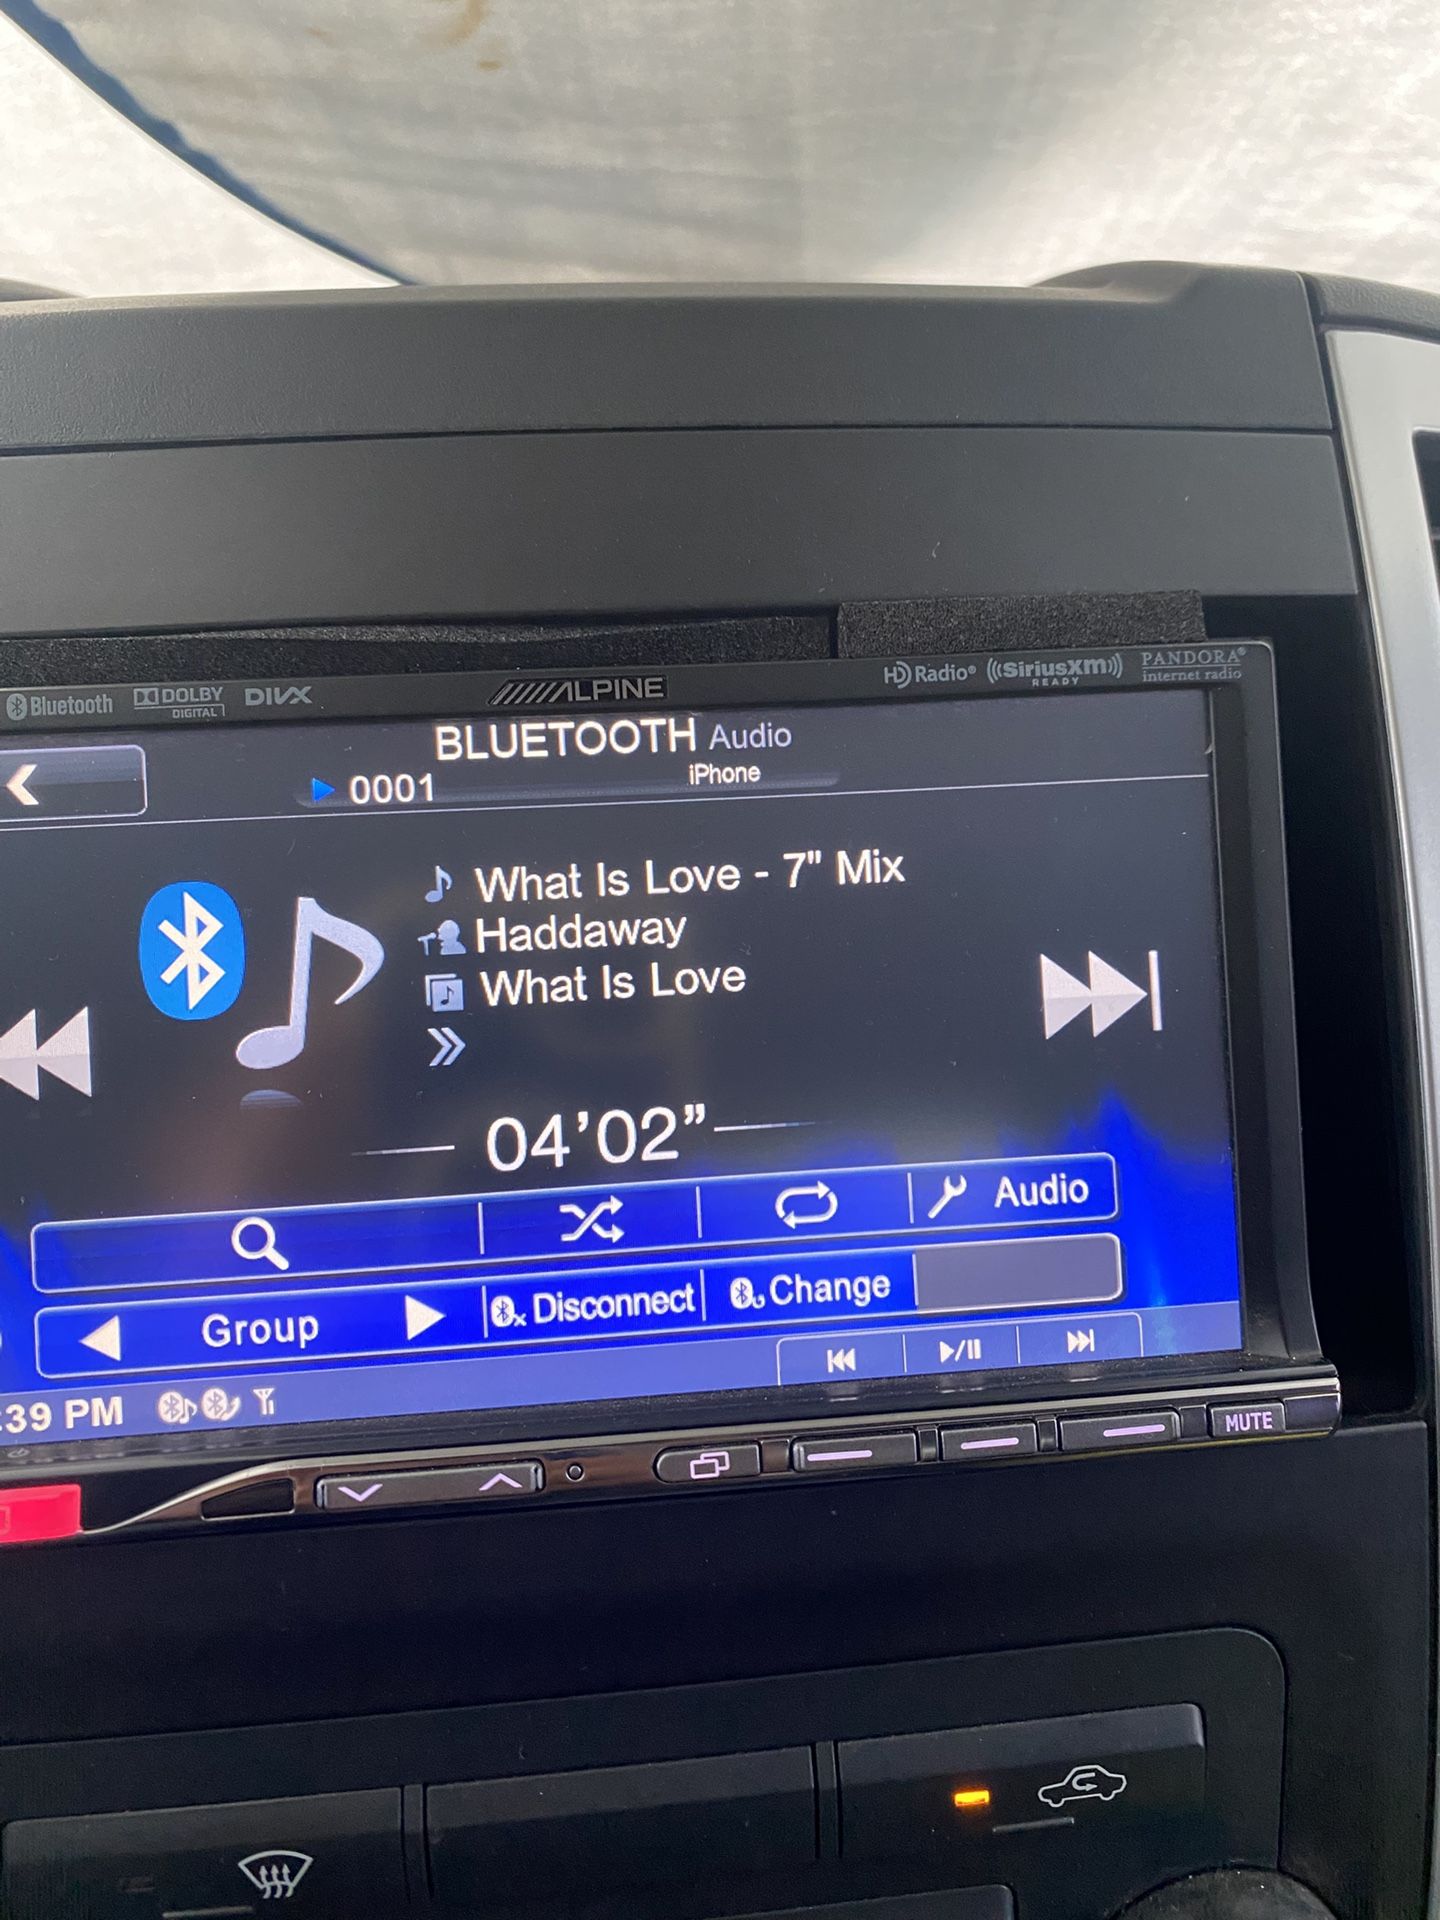 Bluetooth DOLBY DIGITAL DIVX ALPINE HD Radio® SiriusXM READY PANDORA® internet radio
BLUETOOTH Audio
0001 iPhone
What Is Love - 7" Mix
Haddaway
What Is Love
04’02”
Audio
Group Disconnect Change
:39 PM
MUTE